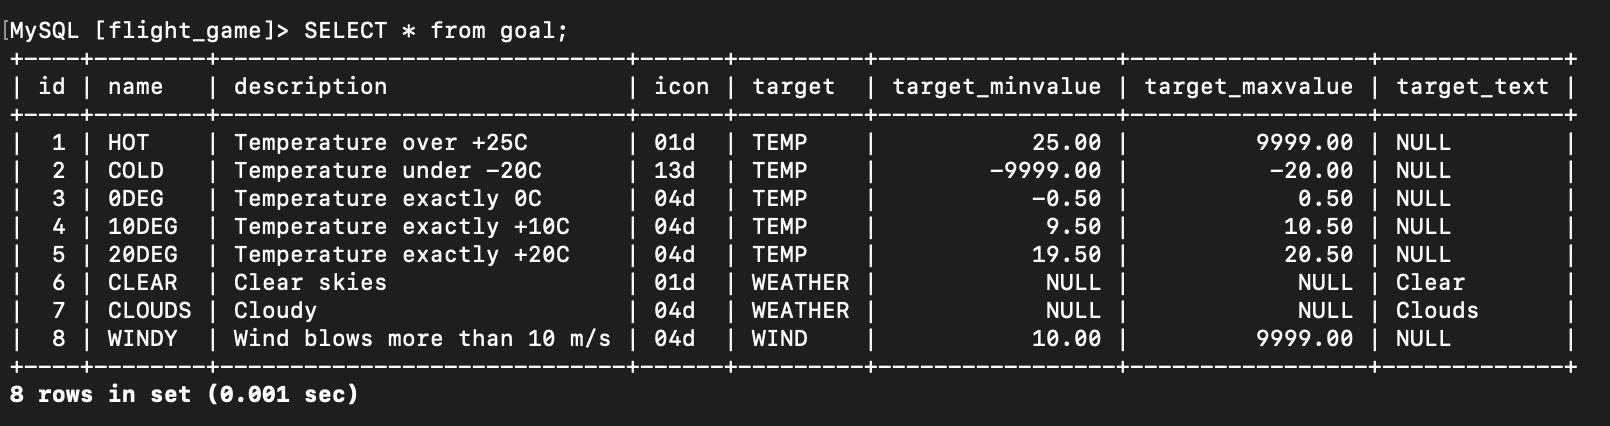 [MySQL [flight_game]> SELECT * from goal;
+----+--------+-----------------------------+------+---------+-----------------+-----------------+-------------+
| id | name   | description                 | icon | target  | target_minvalue | target_maxvalue | target_text |
+----+--------+-----------------------------+------+---------+-----------------+-----------------+-------------+
|  1 | HOT    | Temperature over +25C       | 01d  | TEMP    |           25.00 |         9999.00 | NULL        |
|  2 | COLD   | Temperature under -20C      | 13d  | TEMP    |        -9999.00 |          -20.00 | NULL        |
|  3 | 0DEG   | Temperature exactly 0C      | 04d  | TEMP    |           -0.50 |            0.50 | NULL        |
|  4 | 10DEG  | Temperature exactly +10C    | 04d  | TEMP    |            9.50 |           10.50 | NULL        |
|  5 | 20DEG  | Temperature exactly +20C    | 04d  | TEMP    |           19.50 |           20.50 | NULL        |
|  6 | CLEAR  | Clear skies                 | 01d  | WEATHER |            NULL |            NULL | Clear       |
|  7 | CLOUDS | Cloudy                      | 04d  | WEATHER |            NULL |            NULL | Clouds      |
|  8 | WINDY  | Wind blows more than 10 m/s | 04d  | WIND    |           10.00 |         9999.00 | NULL        |
+----+--------+-----------------------------+------+---------+-----------------+-----------------+-------------+
8 rows in set (0.001 sec)